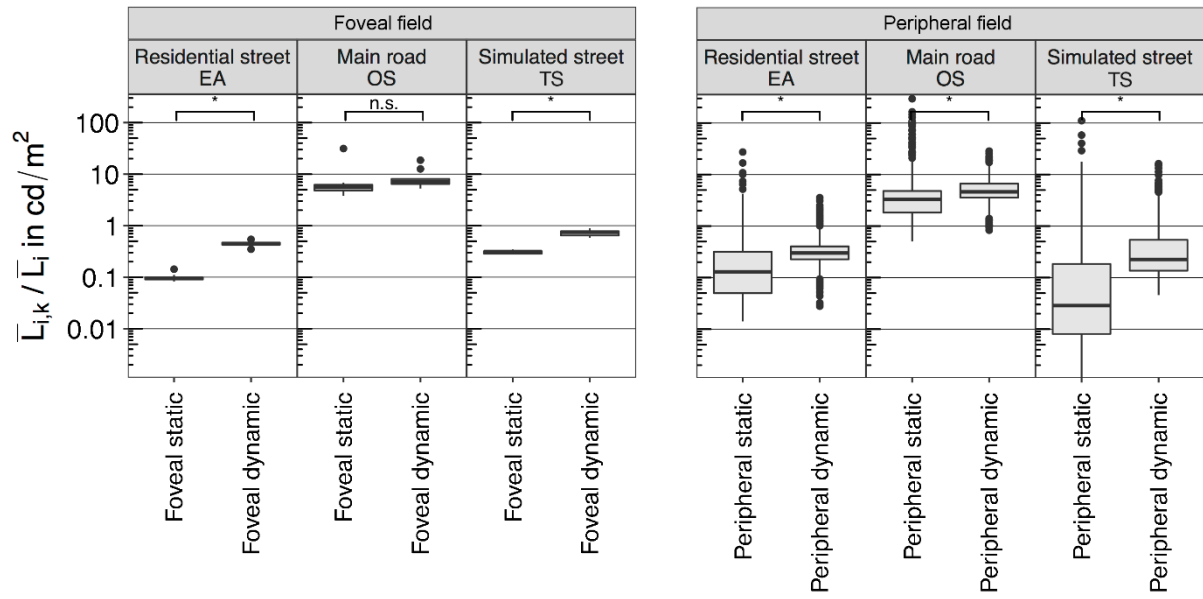 Foveal field
Peripheral field
Residential street
EA
Main road
OS
Simulated street
TS
Residential street
EA
Main road
OS
Simulated street
TS
* n.s. *
* * *
L̅i,k / L̅i in cd/m²
100
10
1
0.1
0.01
Foveal static
Foveal dynamic
Foveal static
Foveal dynamic
Foveal static
Foveal dynamic
Peripheral static
Peripheral dynamic
Peripheral static
Peripheral dynamic
Peripheral static
Peripheral dynamic